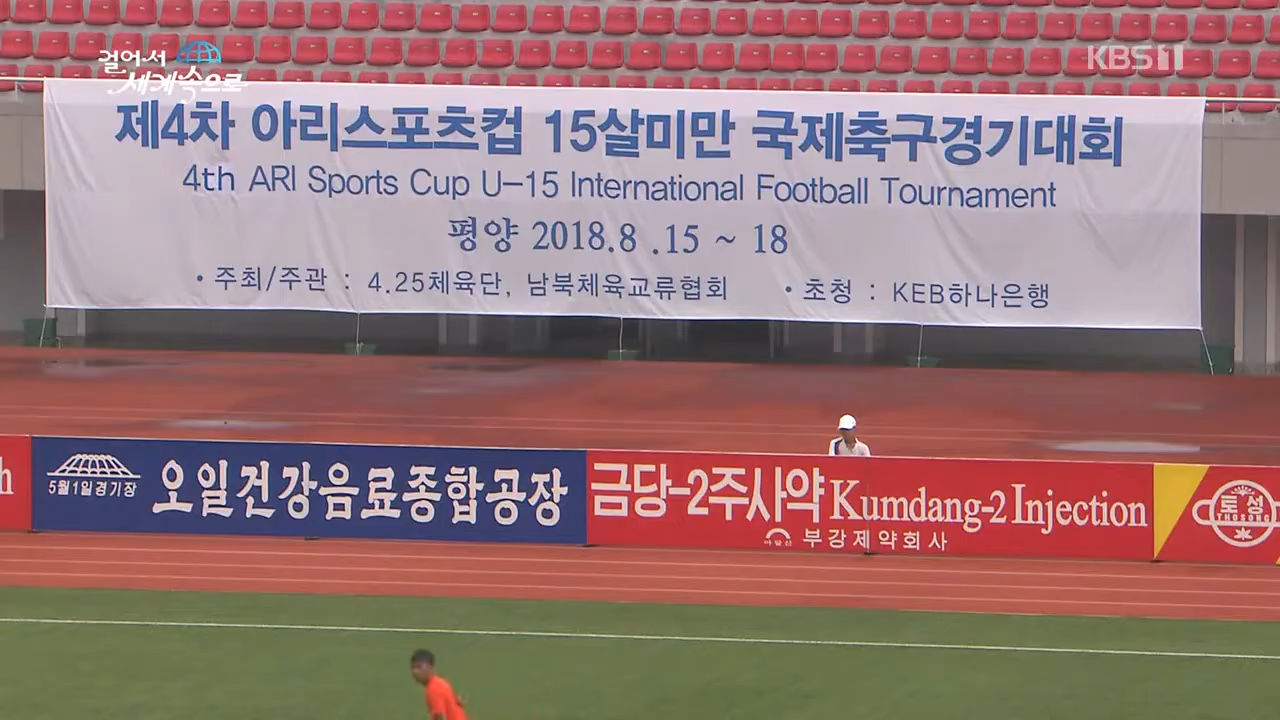 걸어서
세계속으로
KBS1
제4차 아리스포츠컵 15살미만 국제축구경기대회
4th ARI Sports Cup U-15 International Football Tournament
평양 2018.8 .15 ~ 18
• 주최/주관 : 4.25체육단, 남북체육교류협회 • 초청 : KEB하나은행
5월1일경기장
오일건강음료종합공장
금당-2주사약 Kumdang-2 Injection
부강제약회사
토성
THOSONG